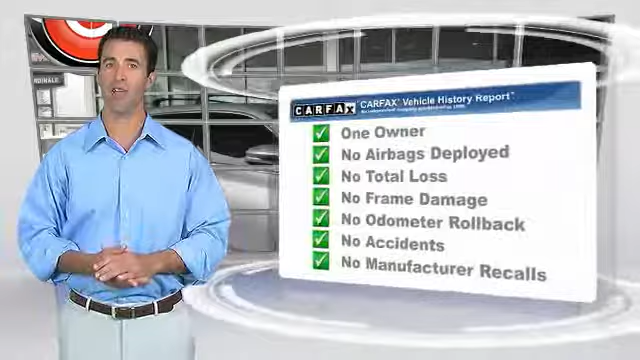 CARFAX CARFAX Vehicle History Report™
One Owner
No Airbags Deployed
No Total Loss
No Frame Damage
No Odometer Rollback
No Accidents
No Manufacturer Recalls